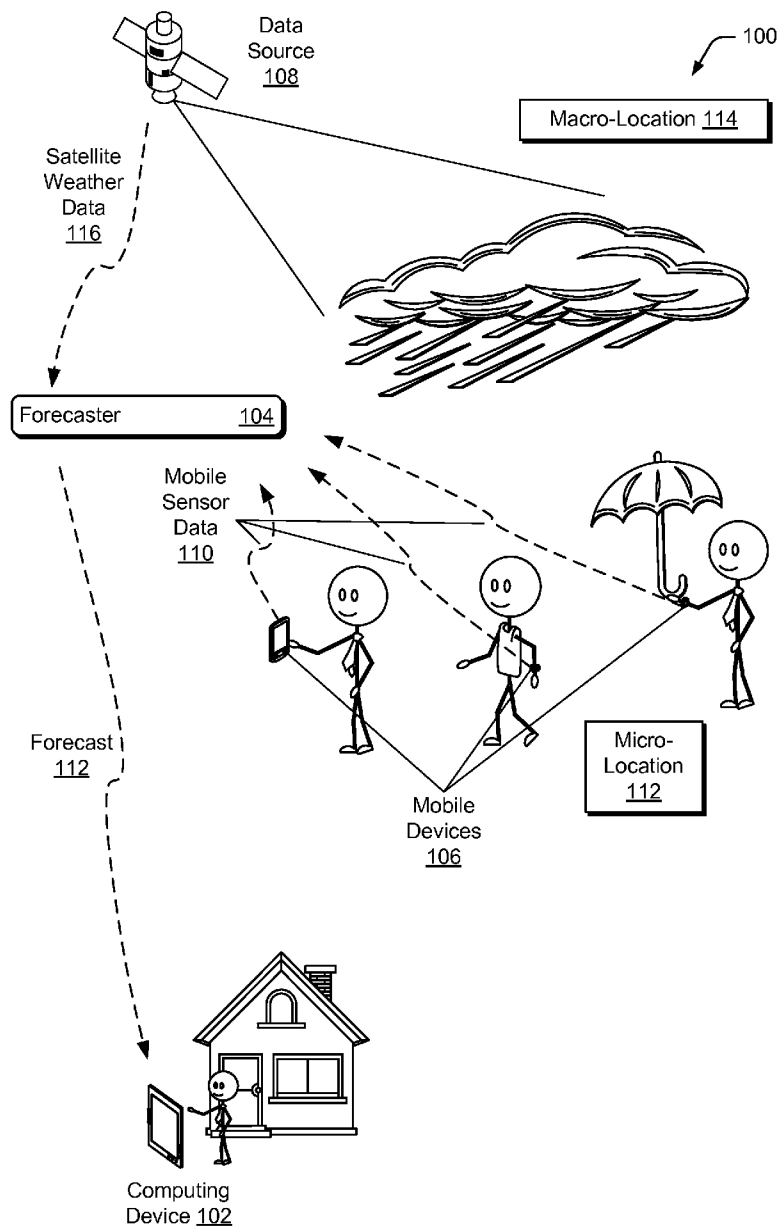 Data
Source
108
100
Macro-Location 114
Satellite
Weather
Data
116
Forecaster 104
Mobile
Sensor
Data
110
Forecast
112
Micro-
Location
112
Mobile
Devices
106
Computing
Device 102